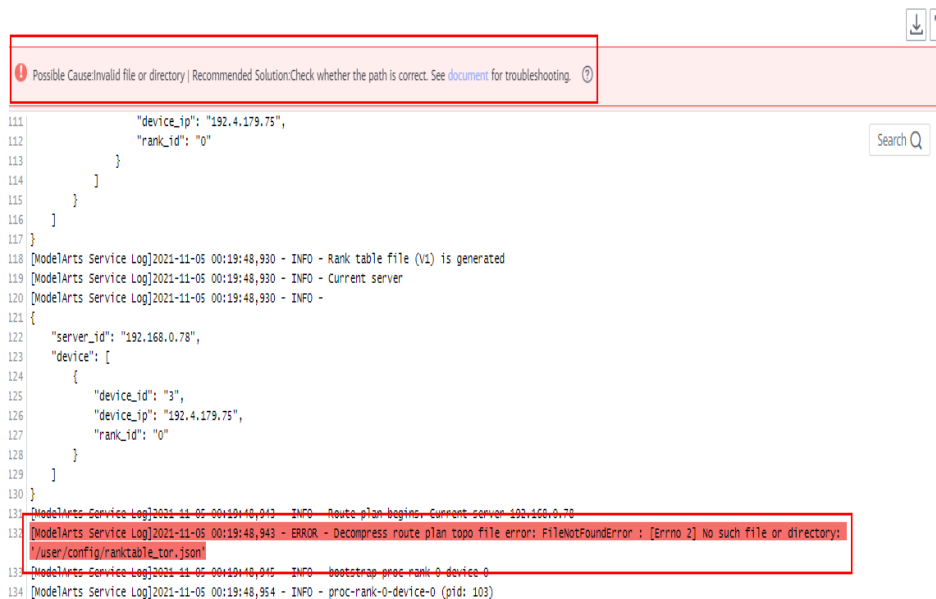 Possible Cause:Invalid file or directory | Recommended Solution:Check whether the path is correct. See document for troubleshooting. ?
Search
111 "device_ip": "192.4.179.75",
112 "rank_id": "0"
113 }
114 ]
115 }
116 ]
117 }
118 [ModelArts Service Log]2021-11-05 00:19:48,930 - INFO - Rank table file (V1) is generated
119 [ModelArts Service Log]2021-11-05 00:19:48,930 - INFO - Current server
120 [ModelArts Service Log]2021-11-05 00:19:48,930 - INFO -
121 {
122 "server_id": "192.168.0.78",
123 "device": [
124 {
125 "device_id": "3",
126 "device_ip": "192.4.179.75",
127 "rank_id": "0"
128 }
129 ]
130 }
131 [ModelArts Service Log]2021-11-05 00:19:48,943 - INFO - Route plan begins. Current server 192.168.0.78
132 [ModelArts Service Log]2021-11-05 00:19:48,943 - ERROR - Decompress route plan topo file error: FileNotFoundError : [Errno 2] No such file or directory:
'/user/config/ranktable_tor.json'
133 [ModelArts Service Log]2021-11-05 00:19:48,945 - INFO - bootstrap proc-rank-0-device-0
134 [ModelArts Service Log]2021-11-05 00:19:48,954 - INFO - proc-rank-0-device-0 (pid: 103)